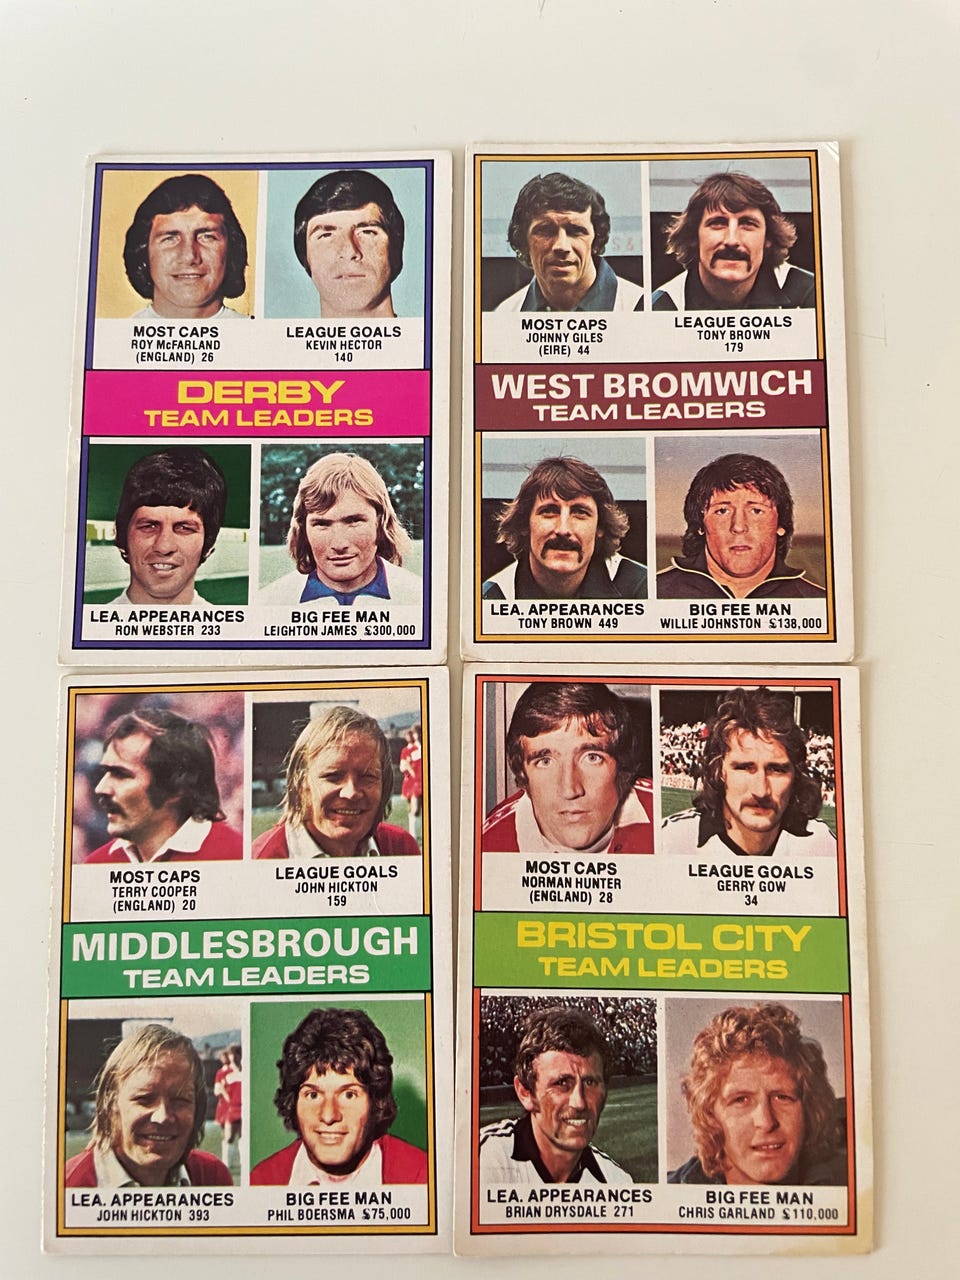 MOST CAPS
ROY McFARLAND
(ENGLAND) 26
LEAGUE GOALS
KEVIN HECTOR
140
DERBY
TEAM LEADERS
LEA. APPEARANCES
RON WEBSTER 233
BIG FEE MAN
LEIGHTON JAMES £300,000
MOST CAPS
JOHNNY GILES
(EIRE) 44
LEAGUE GOALS
TONY BROWN
179
WEST BROMWICH
TEAM LEADERS
LEA. APPEARANCES
TONY BROWN 449
BIG FEE MAN
WILLIE JOHNSTON £138,000
MOST CAPS
TERRY COOPER
(ENGLAND) 20
LEAGUE GOALS
JOHN HICKTON
159
MIDDLESBROUGH
TEAM LEADERS
LEA. APPEARANCES
JOHN HICKTON 393
BIG FEE MAN
PHIL BOERSMA £75,000
MOST CAPS
NORMAN HUNTER
(ENGLAND) 28
LEAGUE GOALS
GERRY GOW
34
BRISTOL CITY
TEAM LEADERS
LEA. APPEARANCES
BRIAN DRYSDALE 271
BIG FEE MAN
CHRIS GARLAND £110,000